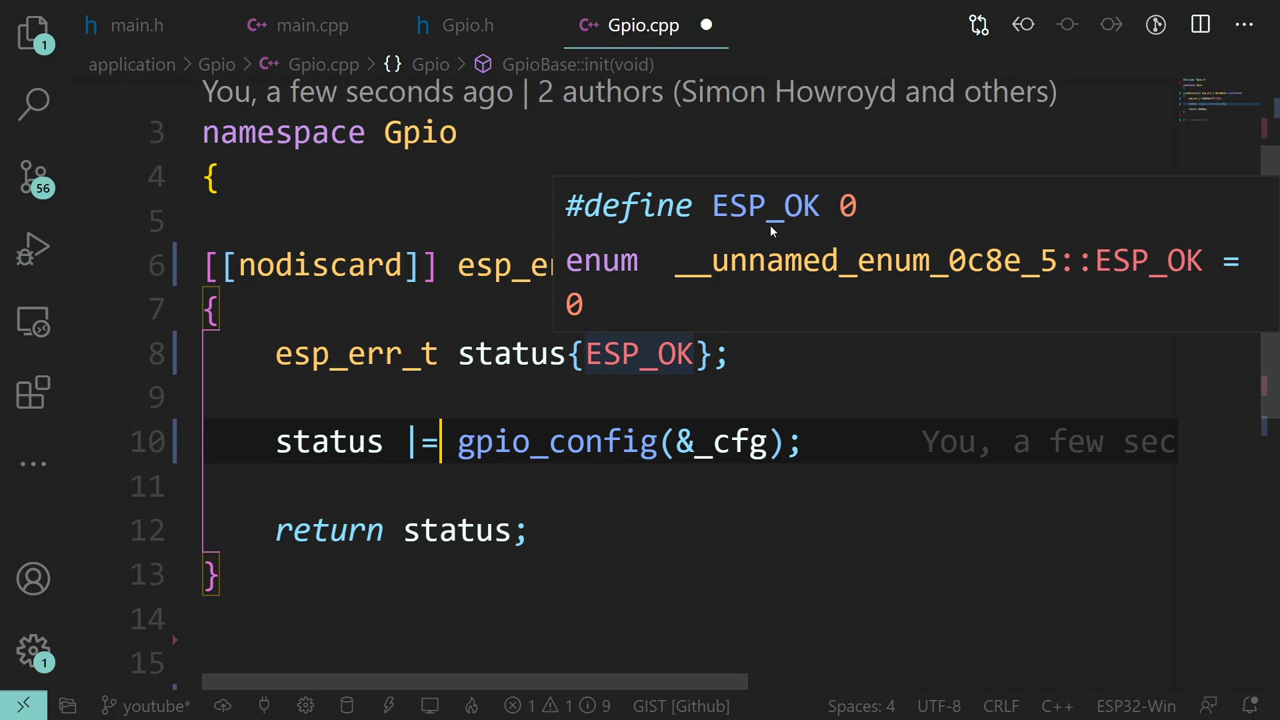 main.h main.cpp Gpio.h Gpio.cpp
application > Gpio > Gpio.cpp > {} Gpio > GpioBase::init(void)
You, a few seconds ago | 2 authors (Simon Howroyd and others)
3 namespace Gpio
4 {
#define ESP_OK 0
5
enum __unnamed_enum_0c8e_5::ESP_OK =
0
6 [[nodiscard]] esp_er
7 {
8 esp_err_t status{ESP_OK};
9
10 status |= gpio_config(&_cfg); You, a few sec
11
12 return status;
13 }
14
15
1
56
1
youtube* 1 1 9 GIST [Github] Spaces: 4 UTF-8 CRLF C++ ESP32-Win